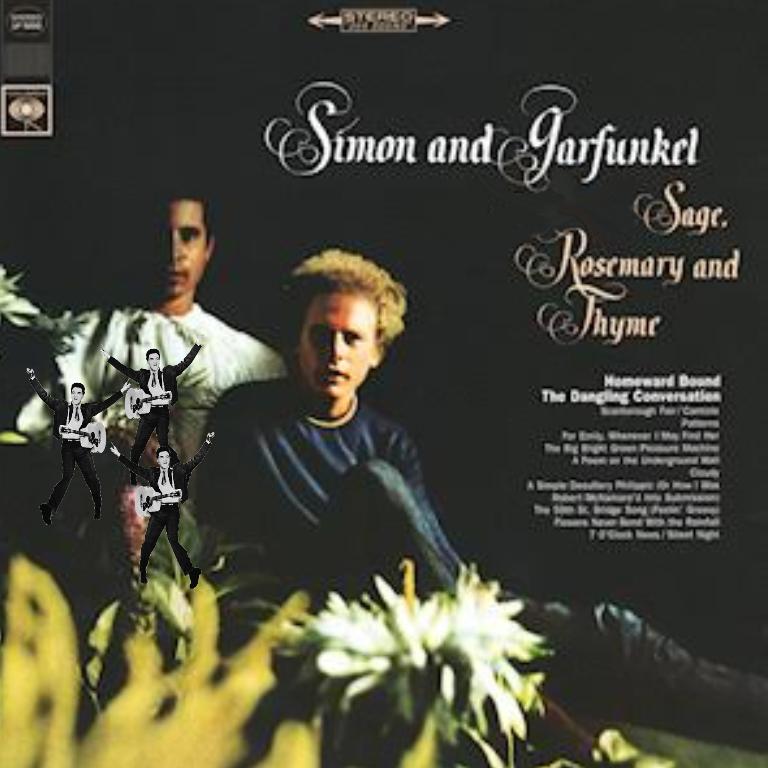 STEREO
Simon and Garfunkel
Sage,
Rosemary and
Thyme
Homeward Bound
The Dangling Conversation
Scarborough Fair/Canticle
Patterns
For Emily, Whenever I May Find Her
The Big Bright Green Pleasure Machine
A Poem on the Underground Wall
Cloudy
A Simple Desultory Philippic (Or How I Was
Robert McNamara'd Into Submission)
The 59th St. Bridge Song (Feelin' Groovy)
Flowers Never Bend With the Rainfall
7 O'Clock News/Silent Night